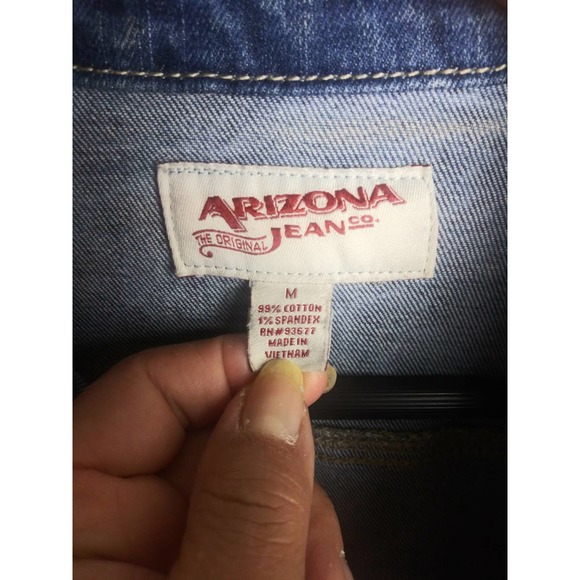 ARIZONA
THE ORIGINAL JEAN CO.
M
99% COTTON
1% SPANDEX
RN#93677
MADE IN
VIETNAM